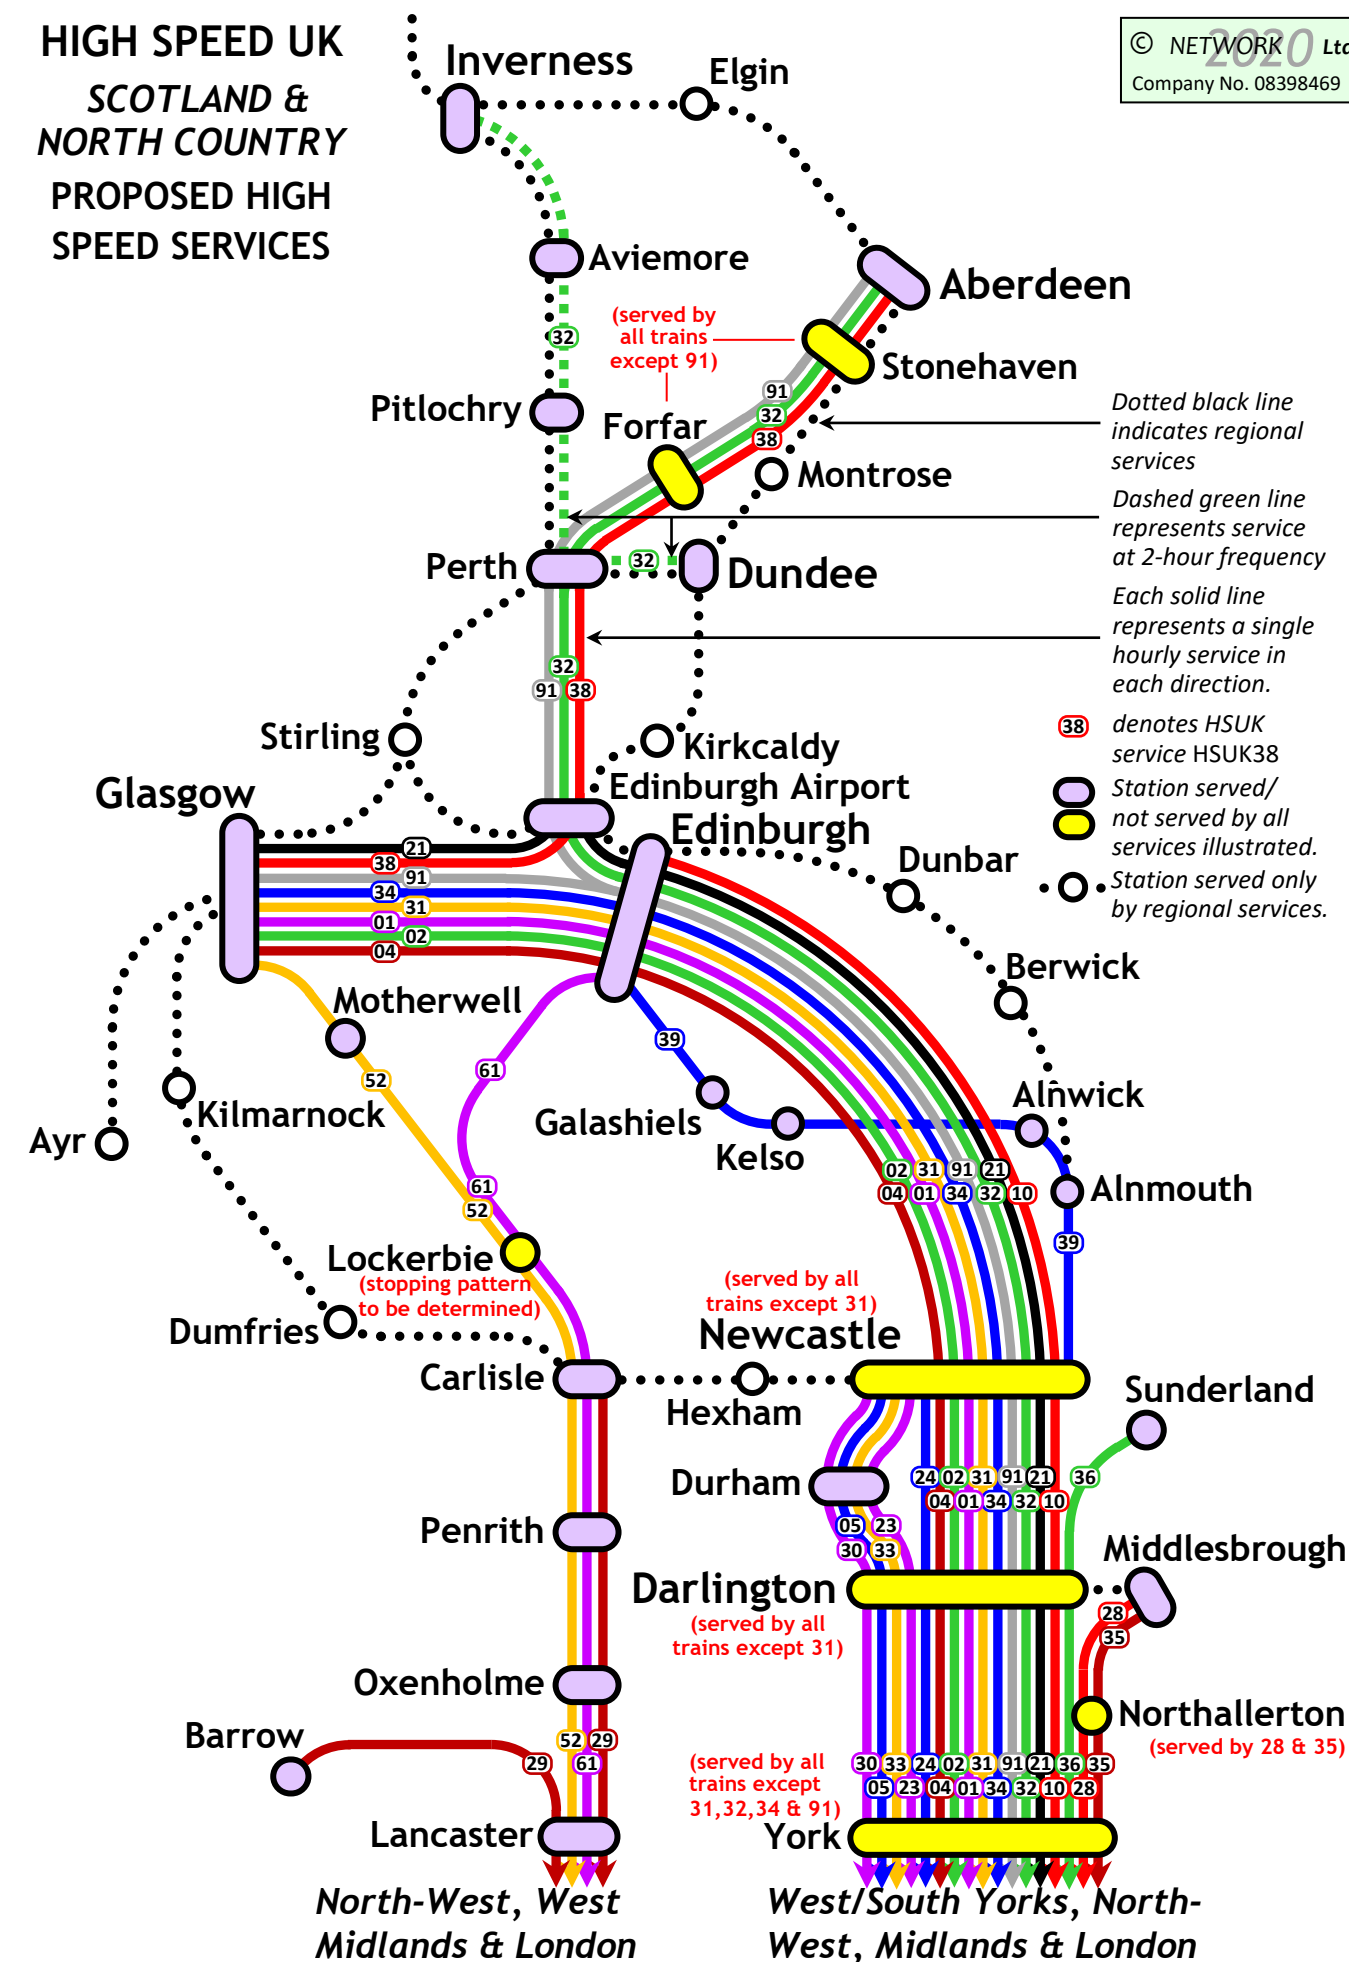 HIGH SPEED UK
SCOTLAND &
NORTH COUNTRY
PROPOSED HIGH
SPEED SERVICES
© NETWORK 2020 Ltd
Company No. 08398469
Inverness
Elgin
Aviemore
Aberdeen
32
(served by
all trains
except 91)
Stonehaven
91
32
38
Pitlochry
Forfar
Montrose
Dotted black line
indicates regional
services
Dashed green line
represents service
at 2-hour frequency
Perth
32
Dundee
Each solid line
represents a single
hourly service in
each direction.
32
91
38
38
denotes HSUK
service HSUK38
Station served/
not served by all
services illustrated.
Station served only
by regional services.
Stirling
Kirkcaldy
Glasgow
Edinburgh Airport
Edinburgh
21
38
91
34
31
01
02
04
Dunbar
Berwick
Motherwell
39
61
52
Kilmarnock
Ayr
Galashiels
Kelso
Alnwick
Alnmouth
02
31
91
21
04
01
34
32
10
61
52
39
Lockerbie
(stopping pattern
to be determined)
(served by all
trains except 31)
Newcastle
Dumfries
Carlisle
Hexham
Sunderland
Durham
24
02
31
91
21
36
04
01
34
32
10
05
23
30
33
Penrith
Middlesbrough
Darlington
(served by all
trains except 31)
28
35
Oxenholme
Northallerton
(served by 28 & 35)
Barrow
52
29
29
61
(served by all
trains except
31,32,34 & 91)
30
33
24
02
31
91
21
36
35
05
23
04
01
34
32
10
28
Lancaster
York
North-West, West
Midlands & London
West/South Yorks, North-
West, Midlands & London